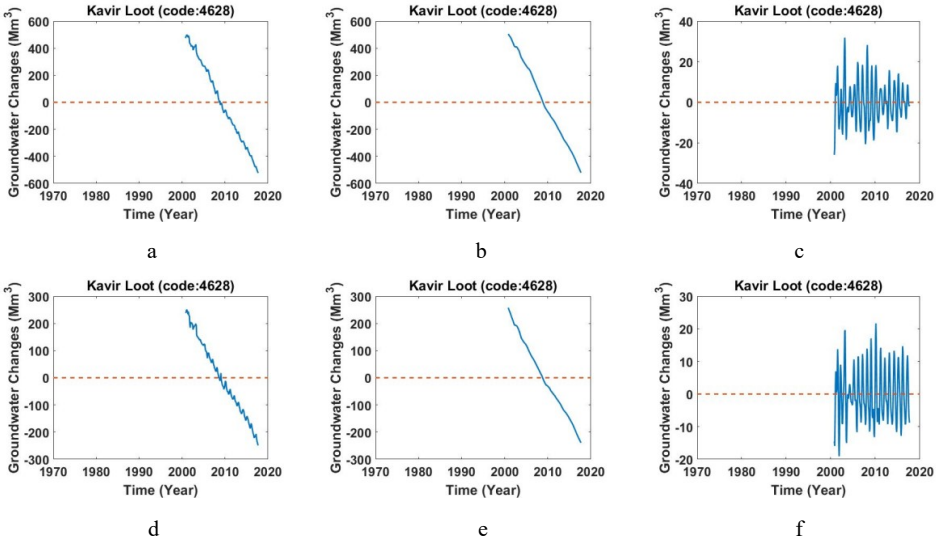 Kavir Loot (code:4628)
Groundwater Changes (Mm³)
600
400
200
0
-200
-400
-600
1970 1980 1990 2000 2010 2020
Time (Year)
a
Kavir Loot (code:4628)
Groundwater Changes (Mm³)
600
400
200
0
-200
-400
-600
1970 1980 1990 2000 2010 2020
Time (Year)
b
Kavir Loot (code:4628)
Groundwater Changes (Mm³)
40
20
0
-20
-40
1970 1980 1990 2000 2010 2020
Time (Year)
c
Kavir Loot (code:4628)
Groundwater Changes (Mm³)
300
200
100
0
-100
-200
-300
1970 1980 1990 2000 2010 2020
Time (Year)
d
Kavir Loot (code:4628)
Groundwater Changes (Mm³)
300
200
100
0
-100
-200
-300
1970 1980 1990 2000 2010 2020
Time (Year)
e
Kavir Loot (code:4628)
Groundwater Changes (Mm³)
30
20
10
0
-10
-20
1970 1980 1990 2000 2010 2020
Time (Year)
f